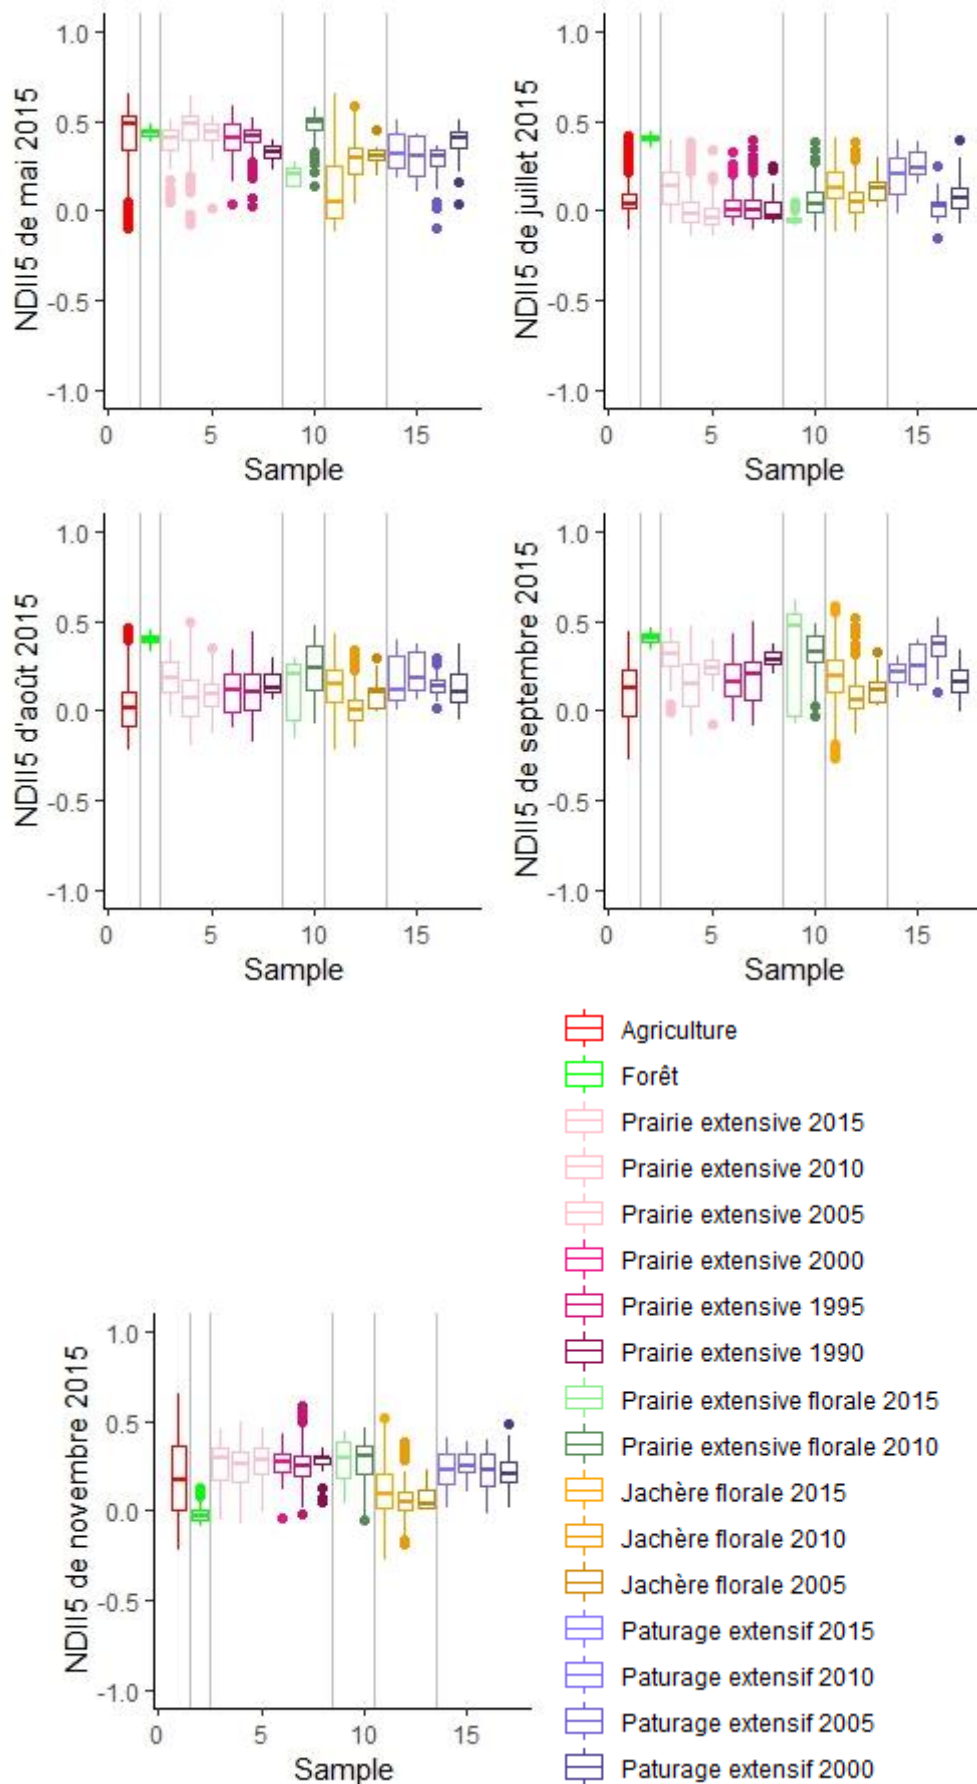 NDII5 de mai 2015
1.0
0.5
0.0
-0.5
-1.0
0 5 10 15
Sample
NDII5 de juillet 2015
1.0
0.5
0.0
-0.5
-1.0
0 5 10 15
Sample
NDII5 d'août 2015
1.0
0.5
0.0
-0.5
-1.0
0 5 10 15
Sample
NDII5 de septembre 2015
1.0
0.5
0.0
-0.5
-1.0
0 5 10 15
Sample
NDII5 de novembre 2015
1.0
0.5
0.0
-0.5
-1.0
0 5 10 15
Sample
Agriculture
Forêt
Prairie extensive 2015
Prairie extensive 2010
Prairie extensive 2005
Prairie extensive 2000
Prairie extensive 1995
Prairie extensive 1990
Prairie extensive florale 2015
Prairie extensive florale 2010
Jachère florale 2015
Jachère florale 2010
Jachère florale 2005
Paturage extensif 2015
Paturage extensif 2010
Paturage extensif 2005
Paturage extensif 2000